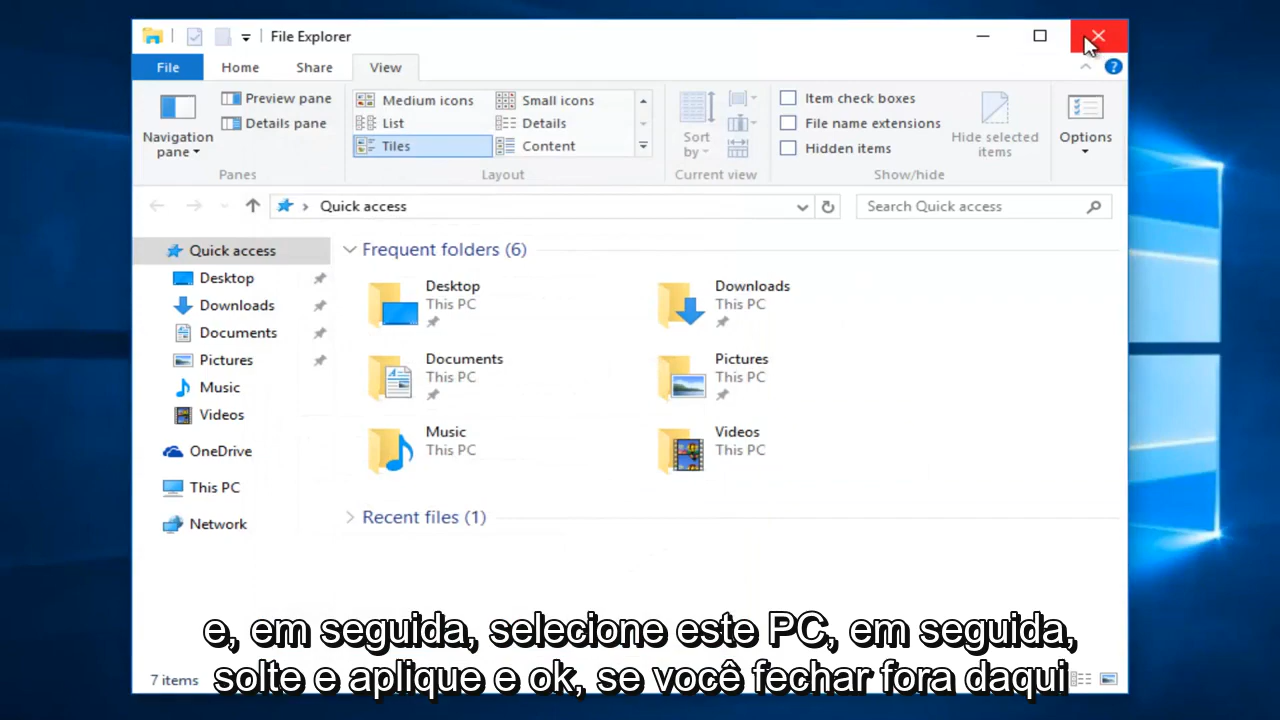 File Explorer
File Home Share View
Navigation pane
Preview pane
Details pane
Panes
Medium icons Small icons
List Details
Tiles Content
Layout
Sort by
Current view
Item check boxes
File name extensions
Hidden items
Hide selected items
Show/hide
Options
Quick access
Search Quick access
Quick access
Desktop
Downloads
Documents
Pictures
Music
Videos
OneDrive
This PC
Network
Frequent folders (6)
Desktop
This PC
Downloads
This PC
Documents
This PC
Pictures
This PC
Music
This PC
Videos
This PC
Recent files (1)
e, em seguida, selecione este PC, em seguida,
solte e aplique e ok, se você fechar fora daqui
7 items